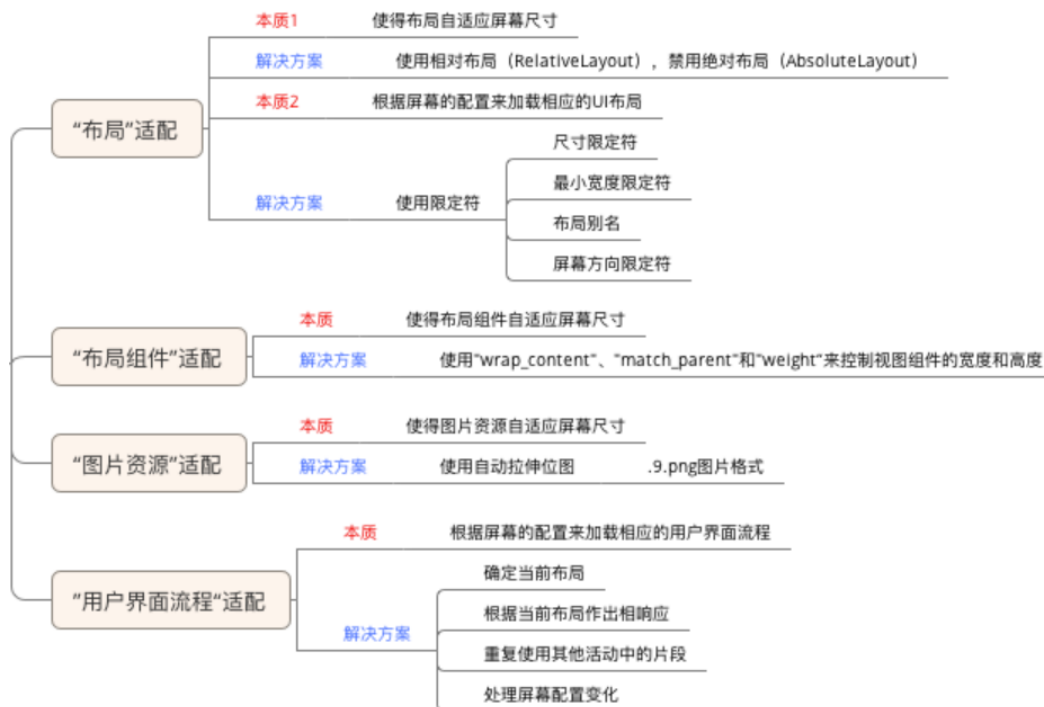 "布局"适配
本质1 使得布局自适应屏幕尺寸
解决方案 使用相对布局（RelativeLayout），禁用绝对布局（AbsoluteLayout）
本质2 根据屏幕的配置来加载相应的UI布局
解决方案 使用限定符
尺寸限定符
最小宽度限定符
布局别名
屏幕方向限定符
"布局组件"适配
本质 使得布局组件自适应屏幕尺寸
解决方案 使用"wrap_content"、"match_parent"和"weight"来控制视图组件的宽度和高度
"图片资源"适配
本质 使得图片资源自适应屏幕尺寸
解决方案 使用自动拉伸位图 .9.png图片格式
"用户界面流程"适配
本质 根据屏幕的配置来加载相应的用户界面流程
解决方案
确定当前布局
根据当前布局作出相响应
重复使用其他活动中的片段
处理屏幕配置变化